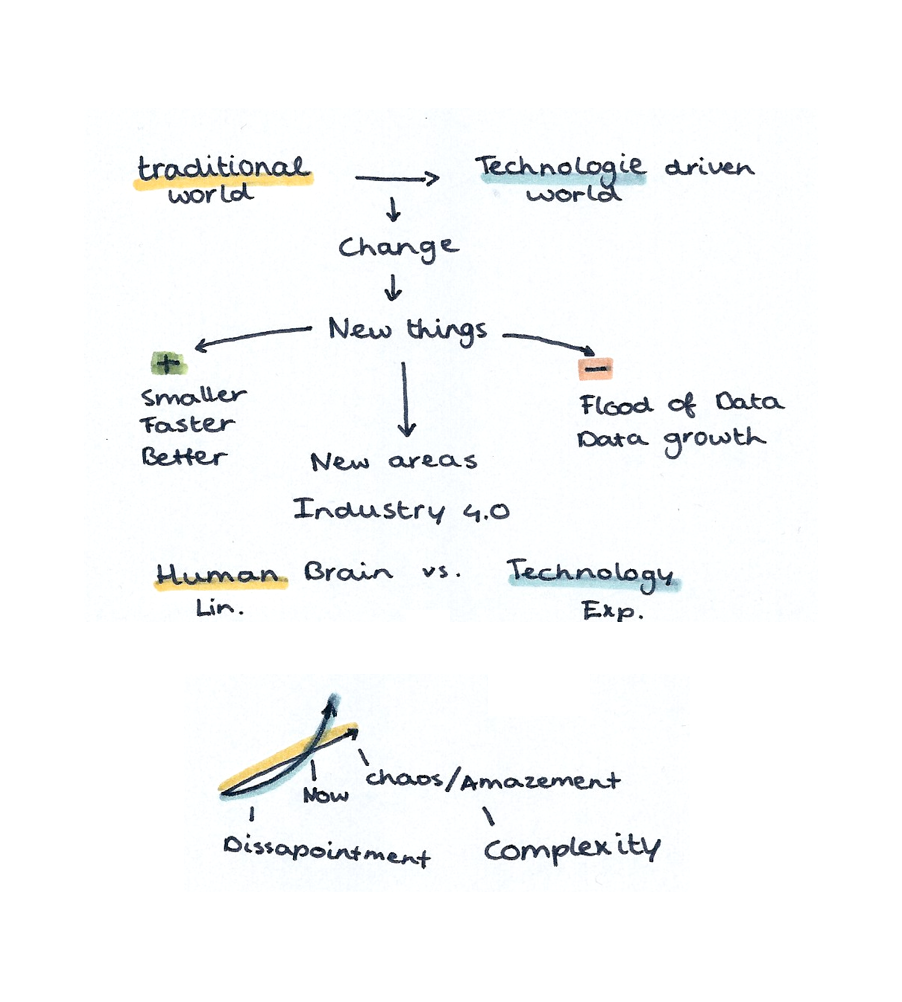 traditional
world
Technologie driven
world
Change
New things
+
Smaller
Faster
Better
-
Flood of Data
Data growth
New areas
Industry 4.0
Human Brain vs. Technology
Lin.
Exp.
Now
chaos/Amazement
Dissapointment
Complexity